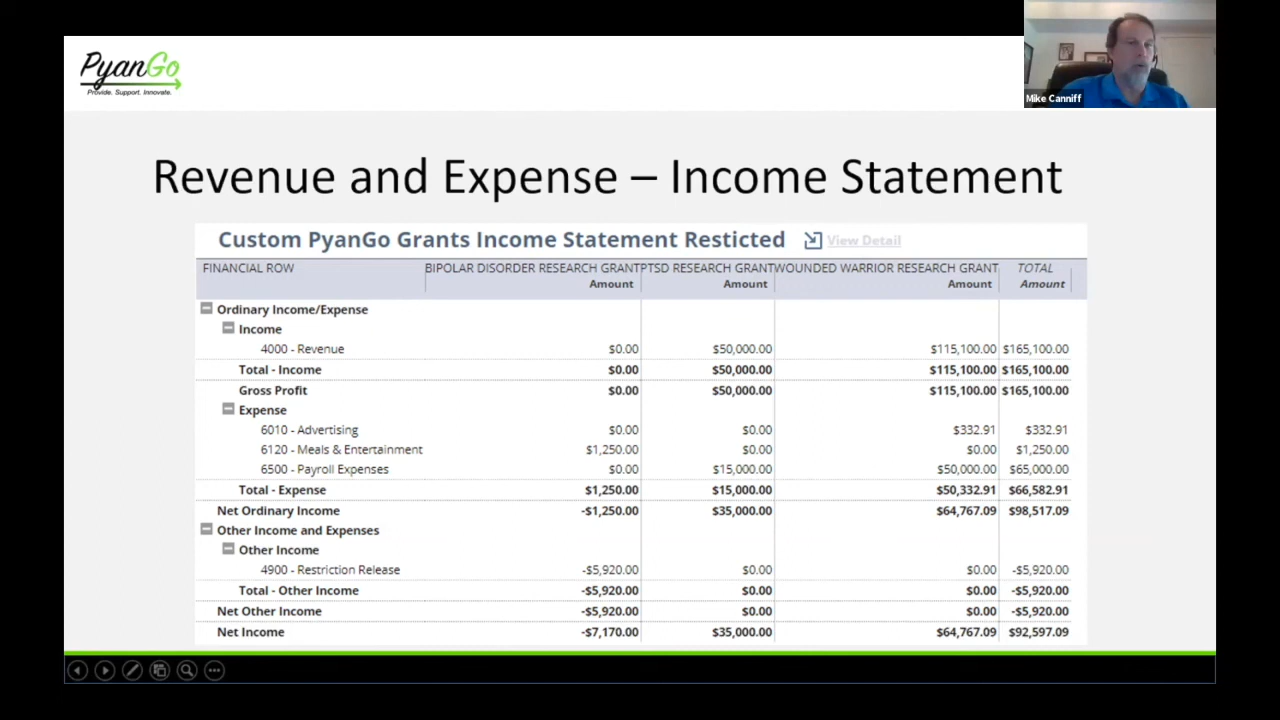 Mike Canniff
PyanGo
Provide. Support. Innovate.
Revenue and Expense – Income Statement
Custom PyanGo Grants Income Statement Resticted View Detail
FINANCIAL ROW BIPOLAR DISORDER RESEARCH GRANT PTSD RESEARCH GRANT WOUNDED WARRIOR RESEARCH GRANT TOTAL
Amount Amount Amount Amount
Ordinary Income/Expense
Income
4000 - Revenue $0.00 $50,000.00 $115,100.00 $165,100.00
Total - Income $0.00 $50,000.00 $115,100.00 $165,100.00
Gross Profit $0.00 $50,000.00 $115,100.00 $165,100.00
Expense
6010 - Advertising $0.00 $0.00 $332.91 $332.91
6120 - Meals & Entertainment $1,250.00 $0.00 $0.00 $1,250.00
6500 - Payroll Expenses $0.00 $15,000.00 $50,000.00 $65,000.00
Total - Expense $1,250.00 $15,000.00 $50,332.91 $66,582.91
Net Ordinary Income -$1,250.00 $35,000.00 $64,767.09 $98,517.09
Other Income and Expenses
Other Income
4900 - Restriction Release -$5,920.00 $0.00 $0.00 -$5,920.00
Total - Other Income -$5,920.00 $0.00 $0.00 -$5,920.00
Net Other Income -$5,920.00 $0.00 $0.00 -$5,920.00
Net Income -$7,170.00 $35,000.00 $64,767.09 $92,597.09